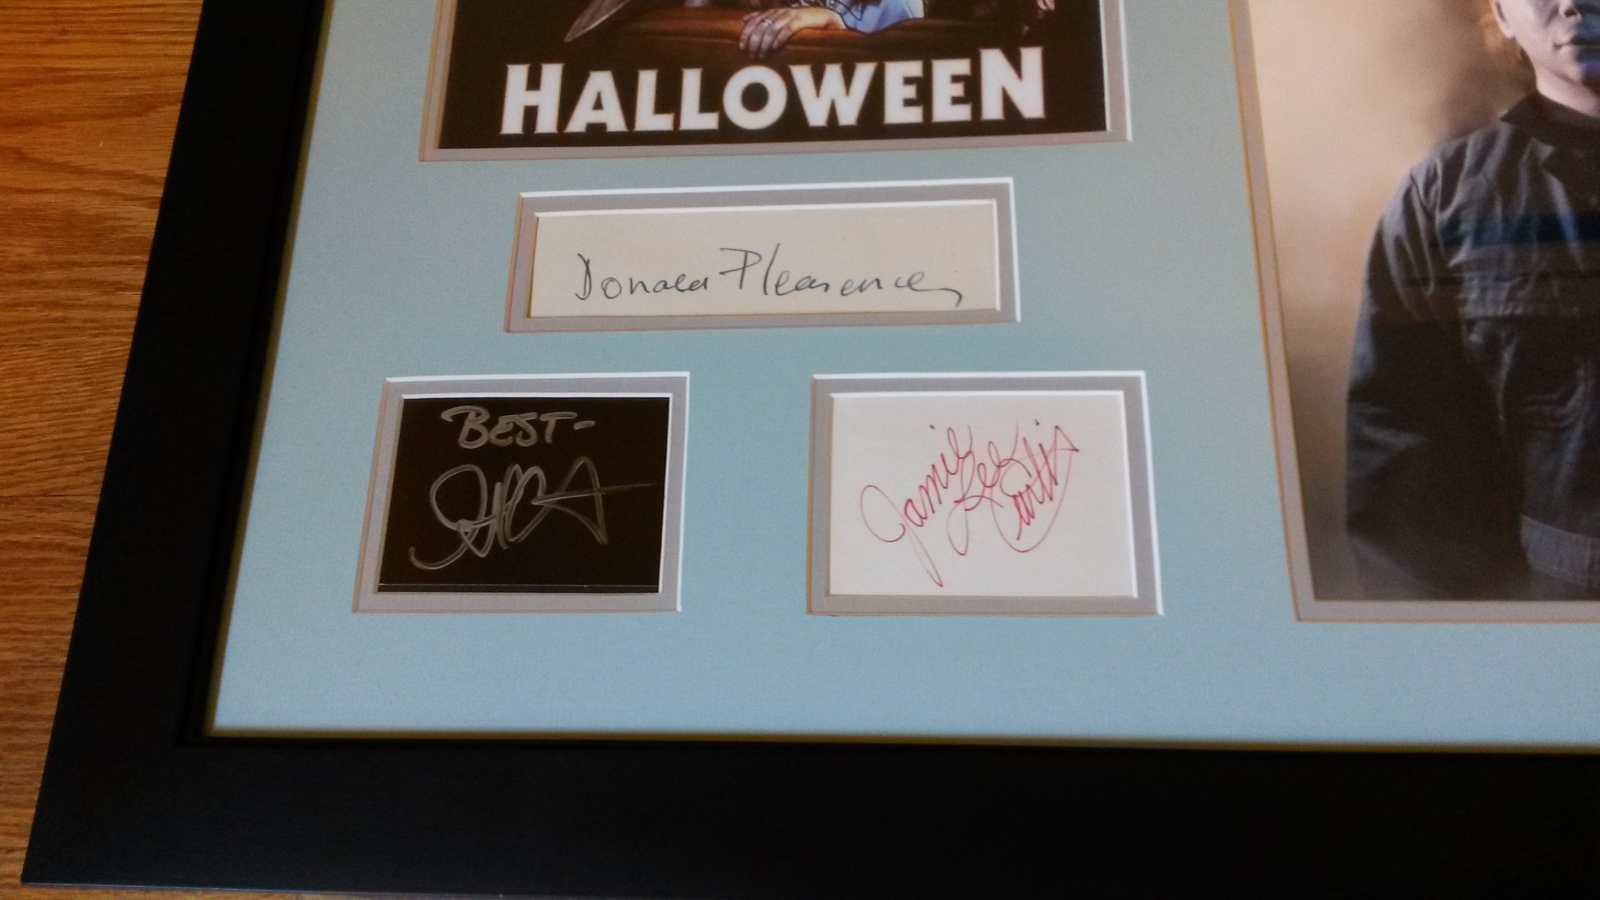 HALLOWEEN
Donald Pleasence
BEST-
Jamie
Lee
Curtis